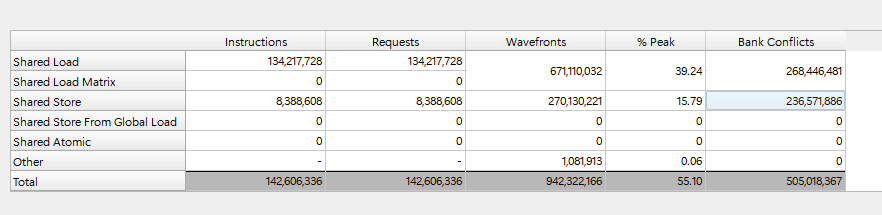 Instructions Requests Wavefronts % Peak Bank Conflicts
Shared Load 134,217,728 134,217,728 671,110,032 39.24 268,446,481
Shared Load Matrix 0 0
Shared Store 8,388,608 8,388,608 270,130,221 15.79 236,571,886
Shared Store From Global Load 0 0 0 0 0
Shared Atomic 0 0 0 0 0
Other - - 1,081,913 0.06 0
Total 142,606,336 142,606,336 942,322,166 55.10 505,018,367